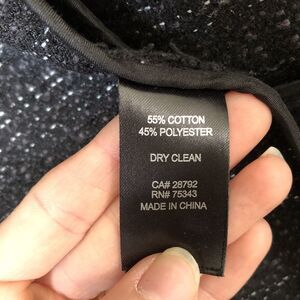 55% COTTON
45% POLYESTER
DRY CLEAN
CA# 28792
RN# 75343
MADE IN CHINA